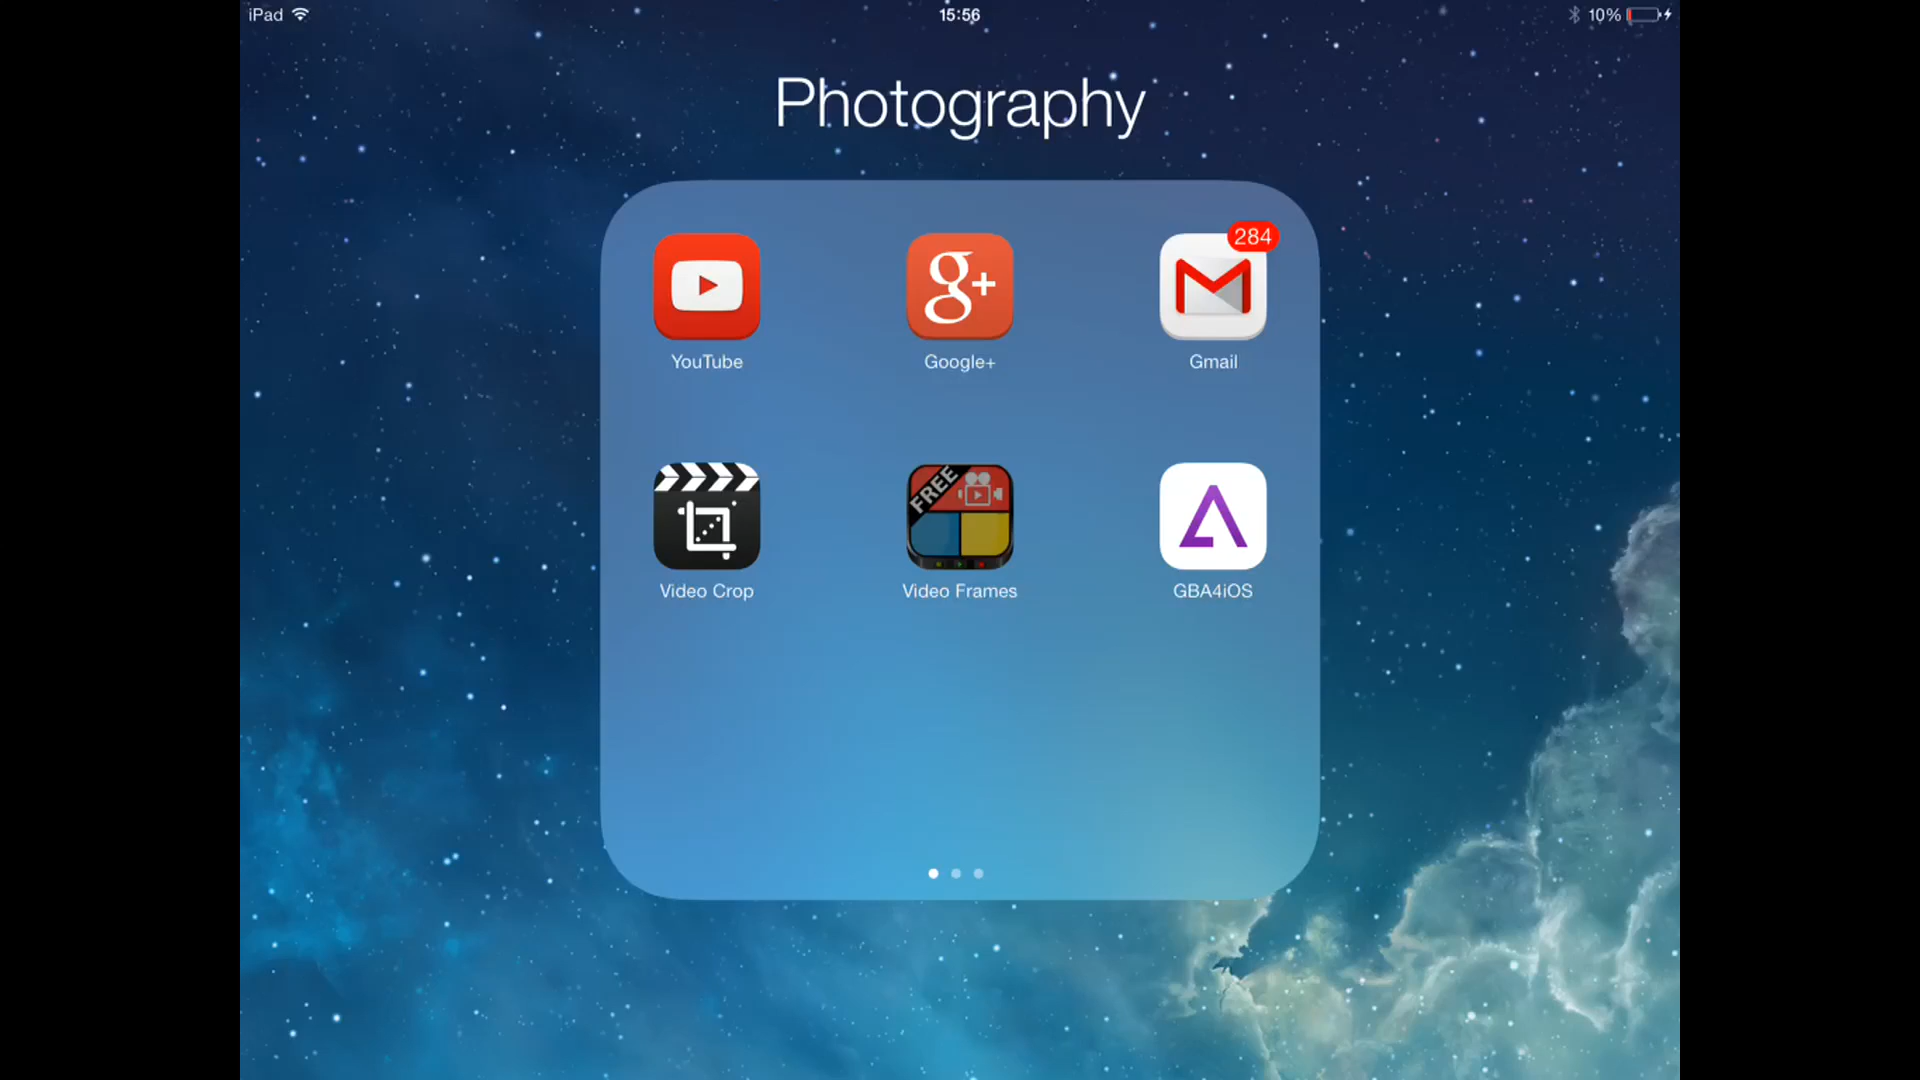 iPad
15:56
10%
Photography
284
g+
YouTube
Google+
Gmail
FREE
Video Crop
Video Frames
GBA4iOS